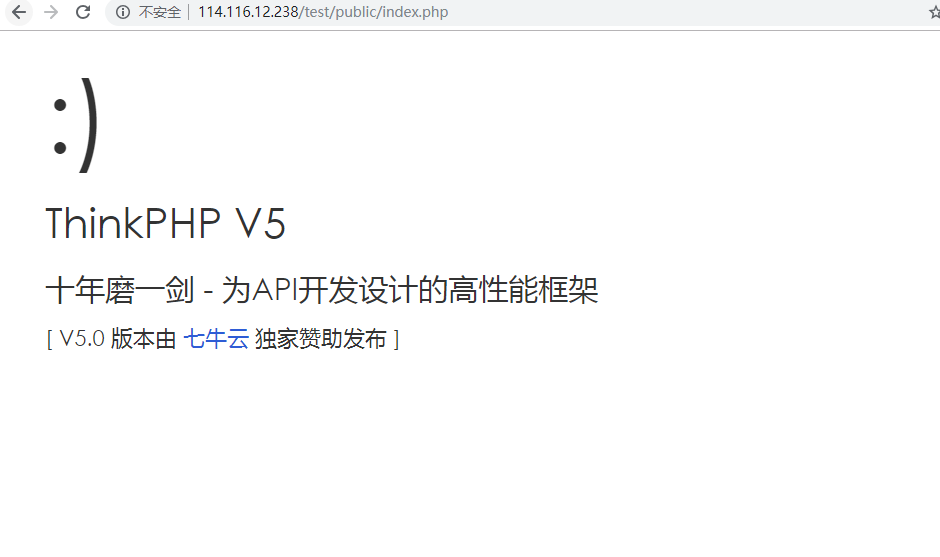 不安全 | 114.116.12.238/test/public/index.php
:)
ThinkPHP V5
十年磨一剑 - 为API开发设计的高性能框架
[ V5.0 版本由 七牛云 独家赞助发布 ]